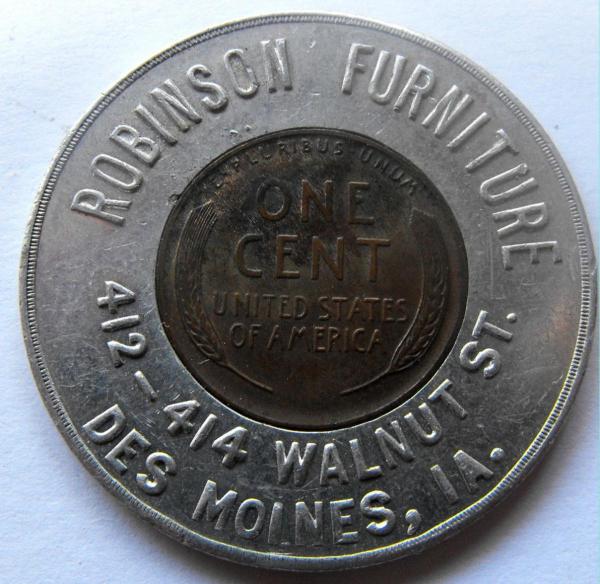 ROBINSON FURNITURE
E·PLURIBUS UNUM
ONE
CENT
UNITED STATES
OF AMERICA
412-414 WALNUT ST.
DES MOINES, IA.